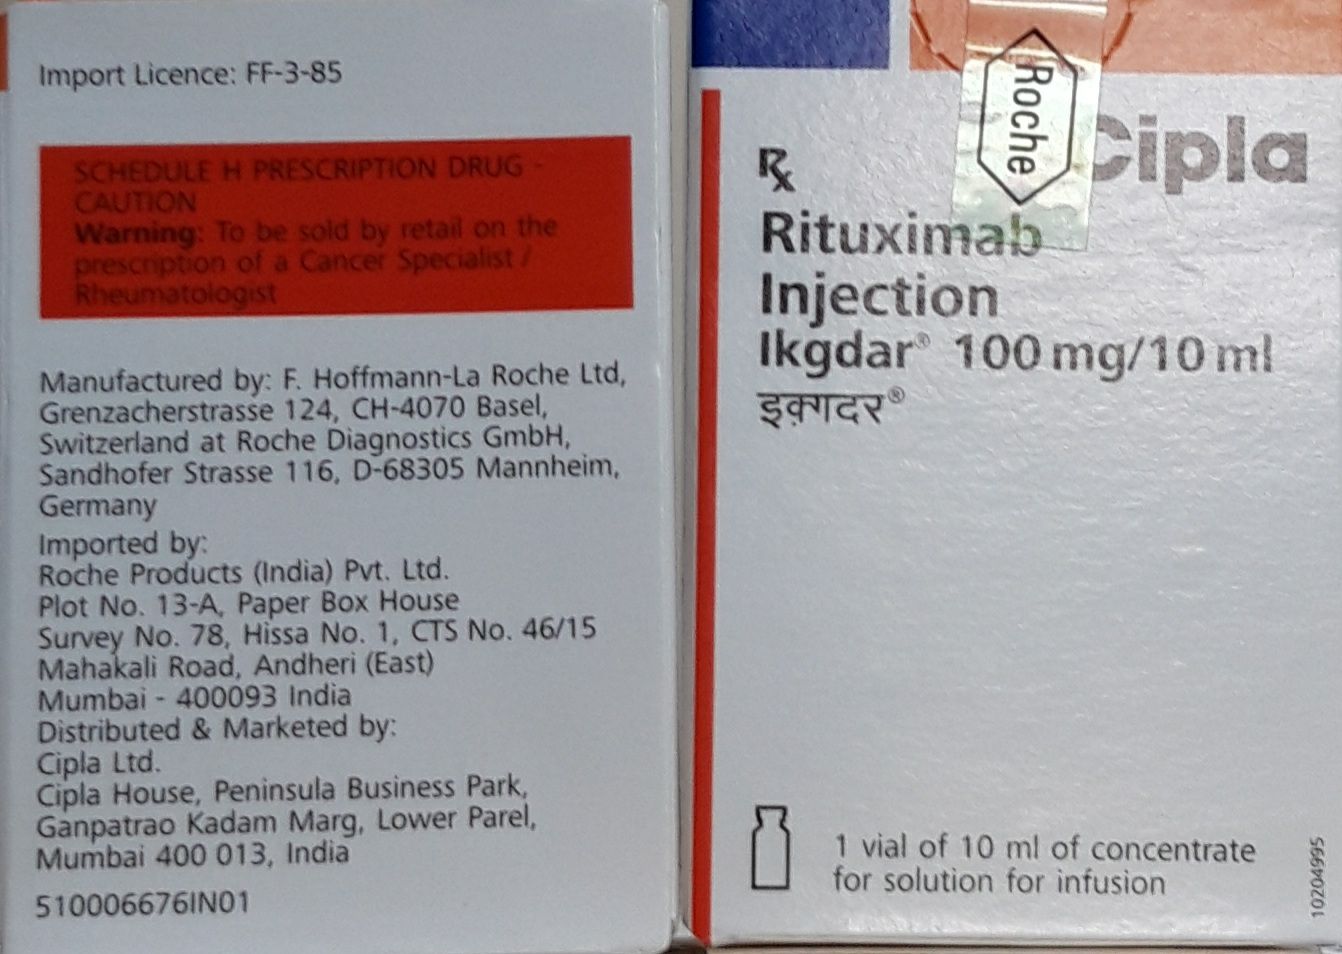 Import Licence: FF-3-85
SCHEDULE H PRESCRIPTION DRUG -
CAUTION
Warning: To be sold by retail on the
prescription of a Cancer Specialist /
Rheumatologist
Manufactured by: F. Hoffmann-La Roche Ltd,
Grenzacherstrasse 124, CH-4070 Basel,
Switzerland at Roche Diagnostics GmbH,
Sandhofer Strasse 116, D-68305 Mannheim,
Germany
Imported by:
Roche Products (India) Pvt. Ltd.
Plot No. 13-A, Paper Box House
Survey No. 78, Hissa No. 1, CTS No. 46/15
Mahakali Road, Andheri (East)
Mumbai - 400093 India
Distributed & Marketed by:
Cipla Ltd.
Cipla House, Peninsula Business Park,
Ganpatrao Kadam Marg, Lower Parel,
Mumbai 400 013, India
510006676IN01
Roche
Cipla
Rx
Rituximab
Injection
Ikgdar® 100 mg/10 ml
इक़्गदर®
1 vial of 10 ml of concentrate
for solution for infusion
10204995